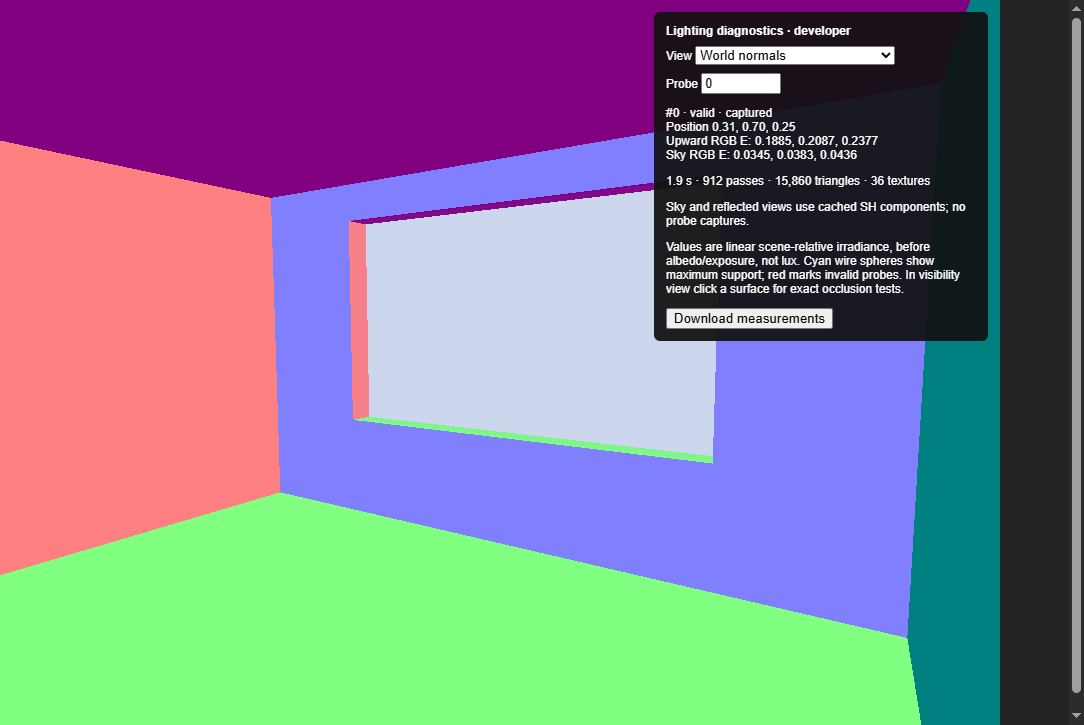 Lighting diagnostics · developer
View World normals
Probe 0
#0 · valid · captured
Position 0.31, 0.70, 0.25
Upward RGB E: 0.1885, 0.2087, 0.2377
Sky RGB E: 0.0345, 0.0383, 0.0436
1.9 s · 912 passes · 15,860 triangles · 36 textures
Sky and reflected views use cached SH components; no
probe captures.
Values are linear scene-relative irradiance, before
albedo/exposure, not lux. Cyan wire spheres show
maximum support; red marks invalid probes. In visibility
view click a surface for exact occlusion tests.
Download measurements